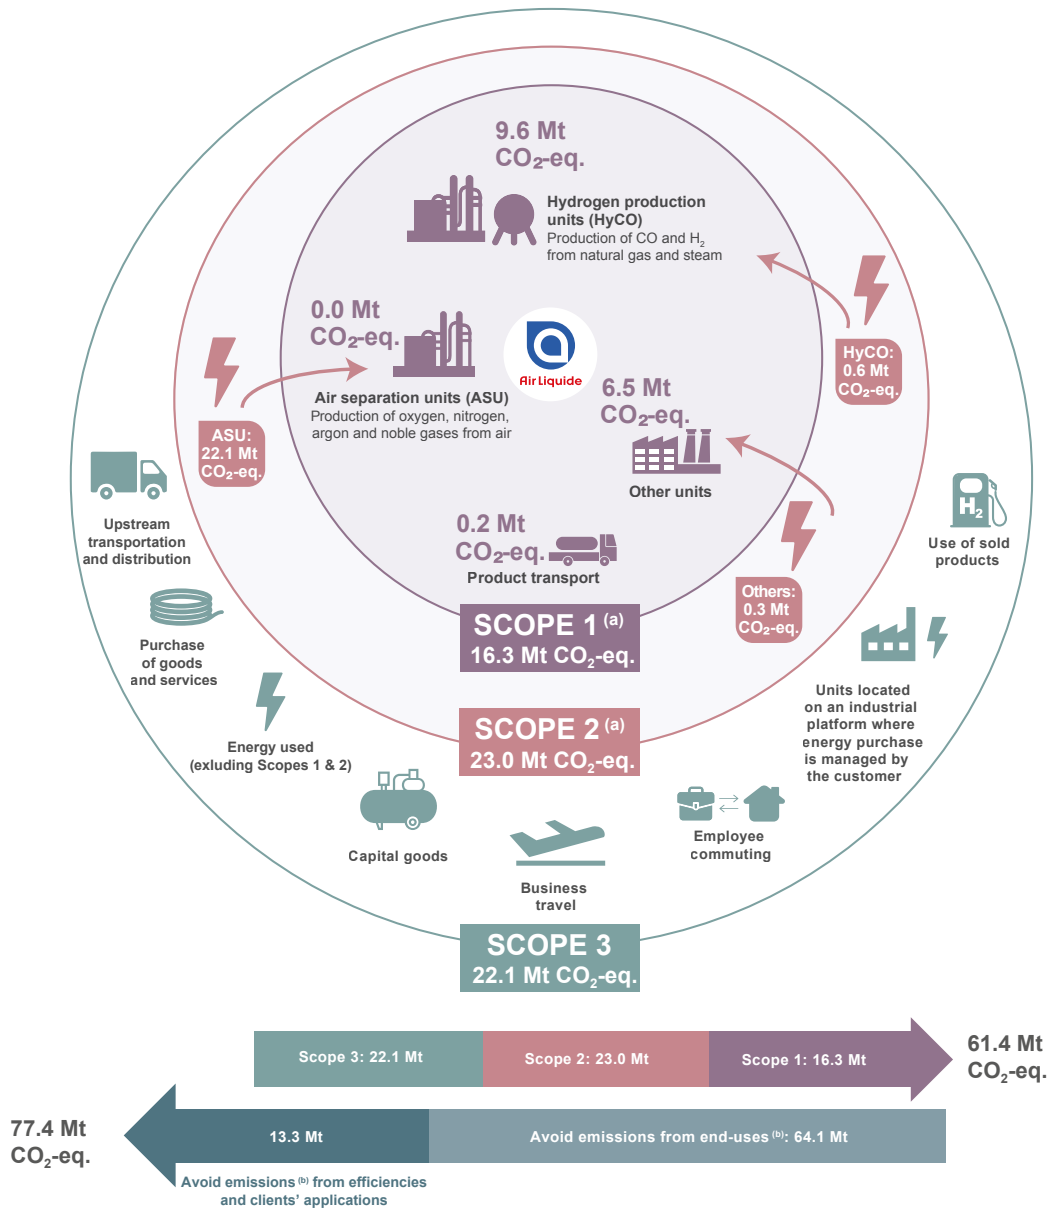 9.6 Mt
CO₂-eq.
Hydrogen production
units (HyCO)
Production of CO and H₂
from natural gas and steam
0.0 Mt
CO₂-eq.
Air Liquide
HyCO:
0.6 Mt
CO₂-eq.
Air separation units (ASU)
Production of oxygen, nitrogen,
argon and noble gases from air
6.5 Mt
CO₂-eq.
ASU:
22.1 Mt
CO₂-eq.
Other units
Upstream
transportation
and distribution
0.2 Mt
CO₂-eq.
Product transport
H₂
Use of sold
products
Others:
0.3 Mt
CO₂-eq.
SCOPE 1 (a)
16.3 Mt CO₂-eq.
Purchase
of goods
and services
Units located
on an industrial
platform where
energy purchase
is managed by
the customer
SCOPE 2 (a)
23.0 Mt CO₂-eq.
Energy used
(exluding Scopes 1 & 2)
Capital goods
Employee
commuting
Business
travel
SCOPE 3
22.1 Mt CO₂-eq.
Scope 3: 22.1 Mt
Scope 2: 23.0 Mt
Scope 1: 16.3 Mt
61.4 Mt
CO₂-eq.
77.4 Mt
CO₂-eq.
13.3 Mt
Avoid emissions from end-uses (b): 64.1 Mt
Avoid emissions (b) from efficiencies
and clients' applications